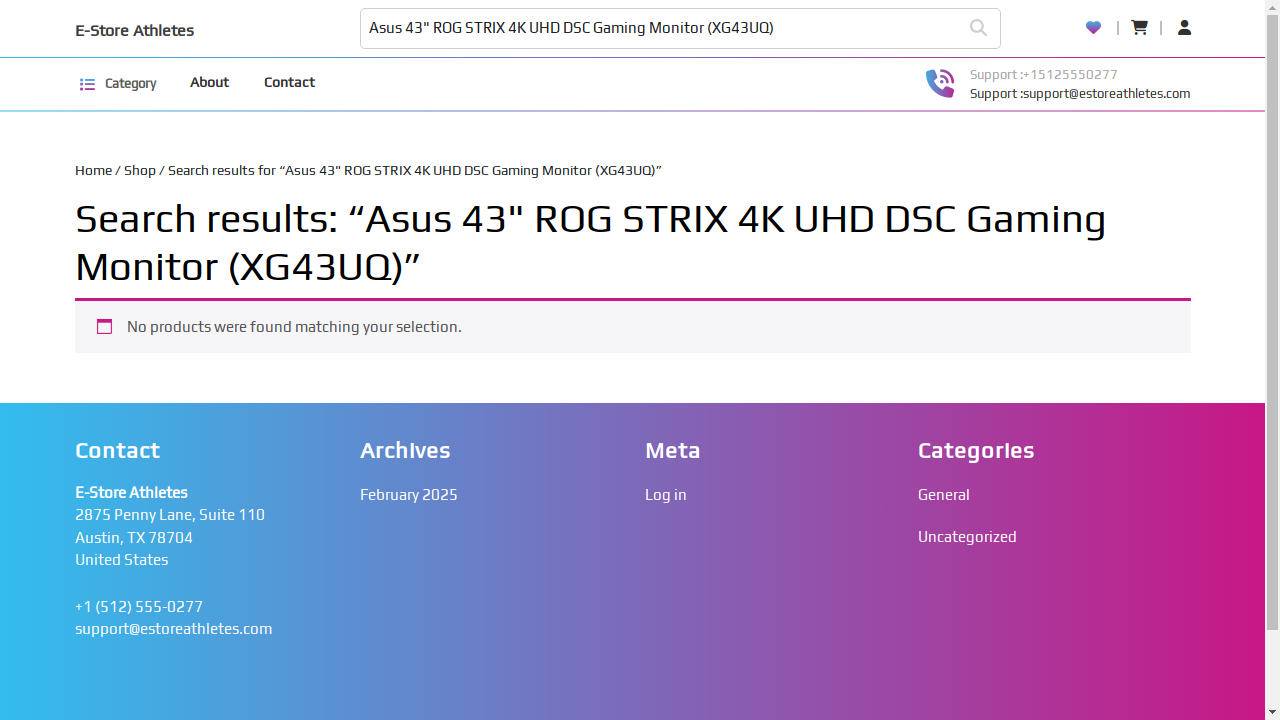 E-Store Athletes
Asus 43" ROG STRIX 4K UHD DSC Gaming Monitor (XG43UQ)
Category
About
Contact
Support :+15125550277
Support :support@estoreathletes.com
Home / Shop / Search results for “Asus 43" ROG STRIX 4K UHD DSC Gaming Monitor (XG43UQ)”
Search results: “Asus 43" ROG STRIX 4K UHD DSC Gaming
Monitor (XG43UQ)”
No products were found matching your selection.
Contact
E-Store Athletes
2875 Penny Lane, Suite 110
Austin, TX 78704
United States
+1 (512) 555-0277
support@estoreathletes.com
Archives
February 2025
Meta
Log in
Categories
General
Uncategorized